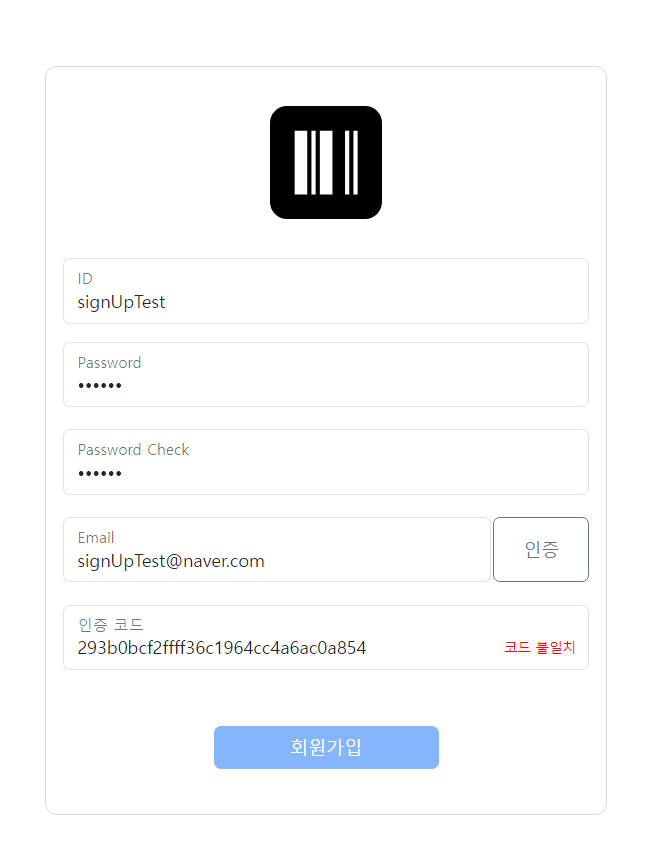 ID
signUpTest
Password
••••••
Password Check
••••••
Email
signUpTest@naver.com
인증
인증 코드
293b0bcf2ffff36c1964cc4a6ac0a854
코드 불일치
회원가입